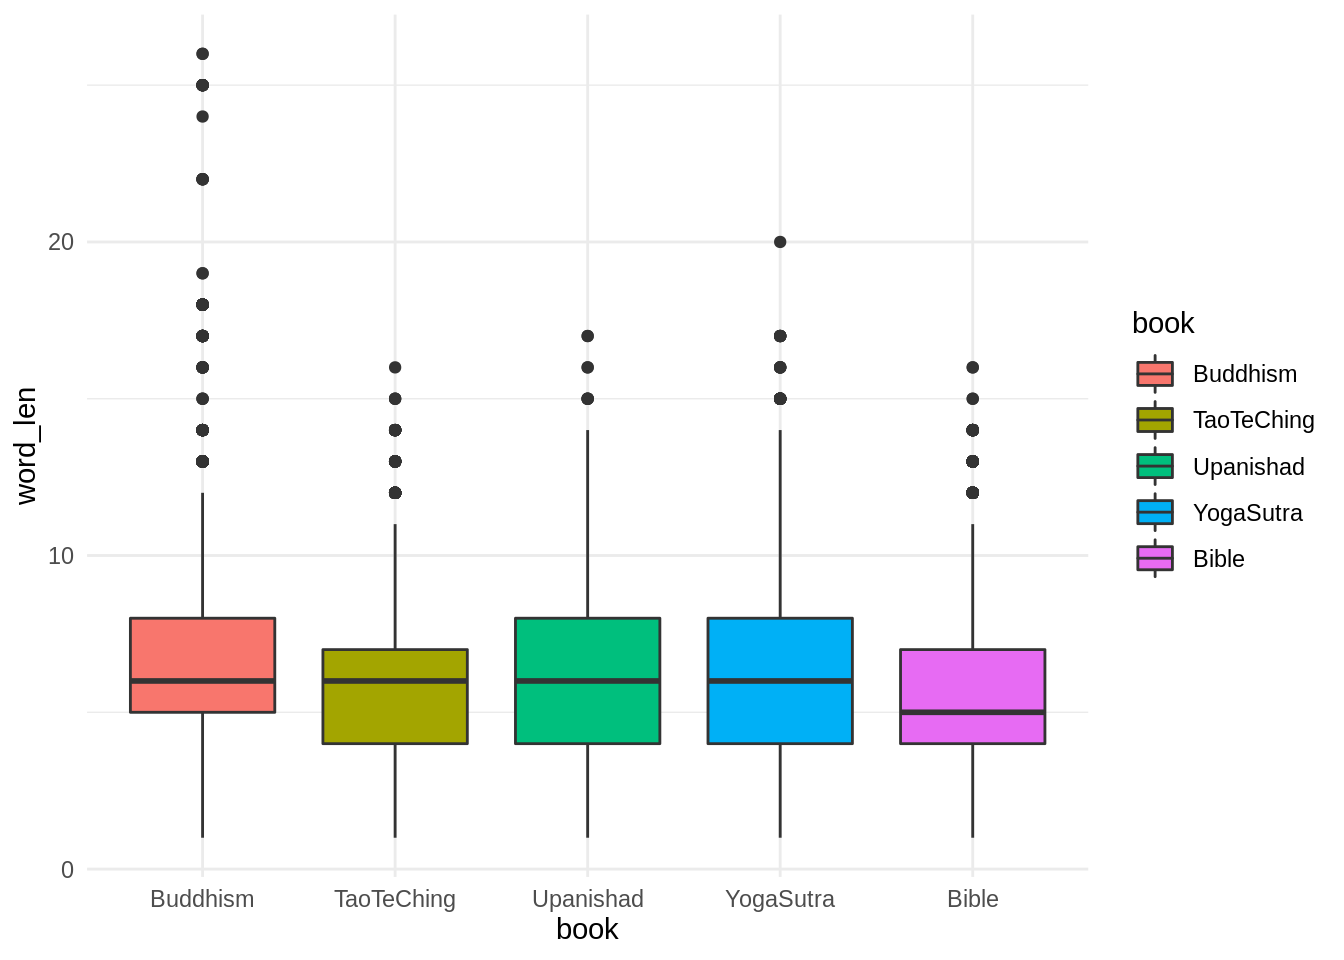 word_len
20
10
0
Buddhism TaoTeChing Upanishad YogaSutra Bible
book
book
Buddhism
TaoTeChing
Upanishad
YogaSutra
Bible